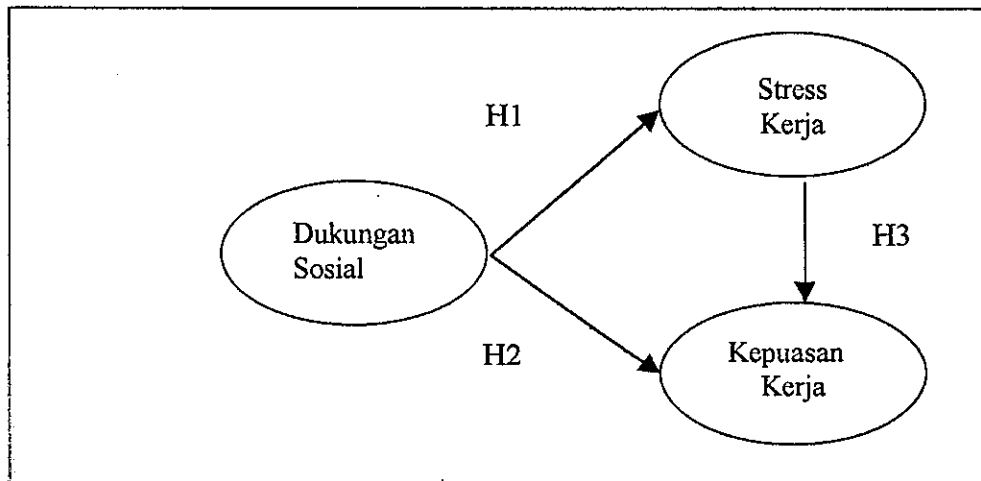 Stress
Kerja
H1
Dukungan
Sosial
H3
H2
Kepuasan
Kerja